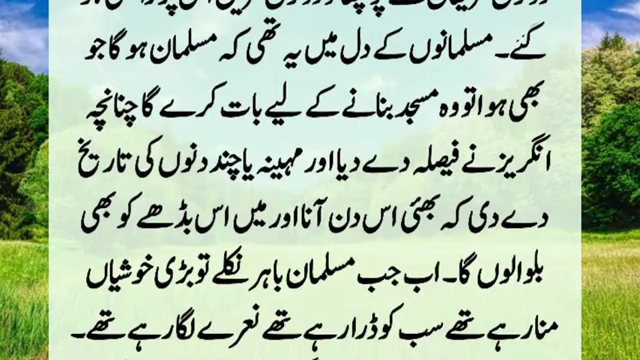 گئے۔ مسلمانوں کے دل میں یہ تھی کہ مسلمان ہو گا جو
بھی ہوا تو وہ مسجد بنانے کے لیے بات کرے گا چنانچہ
انگریز نے فیصلہ دے دیا اور مہینہ یا چند دنوں کی تاریخ
دے دی کہ بھئی اس دن آنا اور میں اس بڈھے کو بھی
بلوالوں گا۔ اب جب مسلمان باہر نکلے تو بڑی خوشیاں
منا رہے تھے سب کو ڈرا رہے تھے نعرے لگا رہے تھے۔